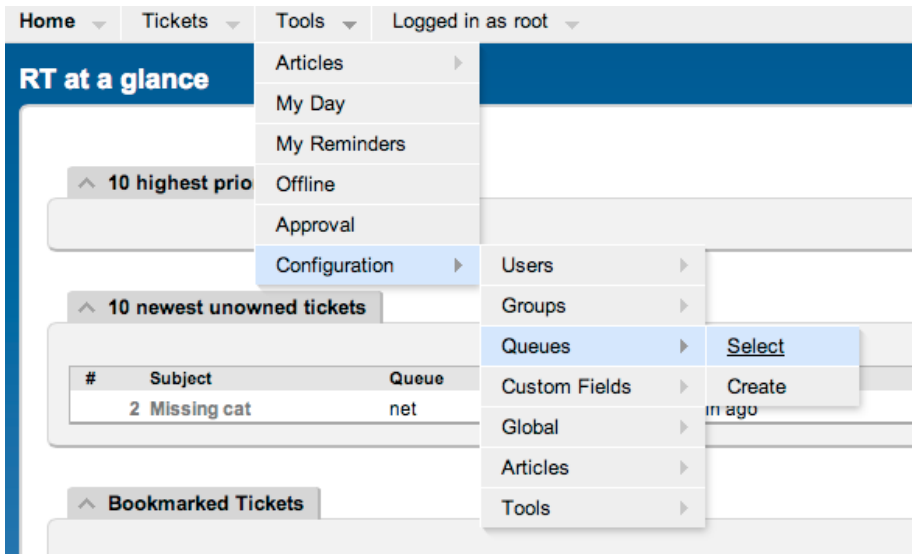 Home Tickets Tools Logged in as root
RT at a glance
Articles
My Day
My Reminders
10 highest prio
Offline
Approval
Configuration
Users
10 newest unowned tickets
Groups
Queues
Select
# Subject Queue
Custom Fields
Create
2 Missing cat net
in ago
Global
Articles
Bookmarked Tickets
Tools